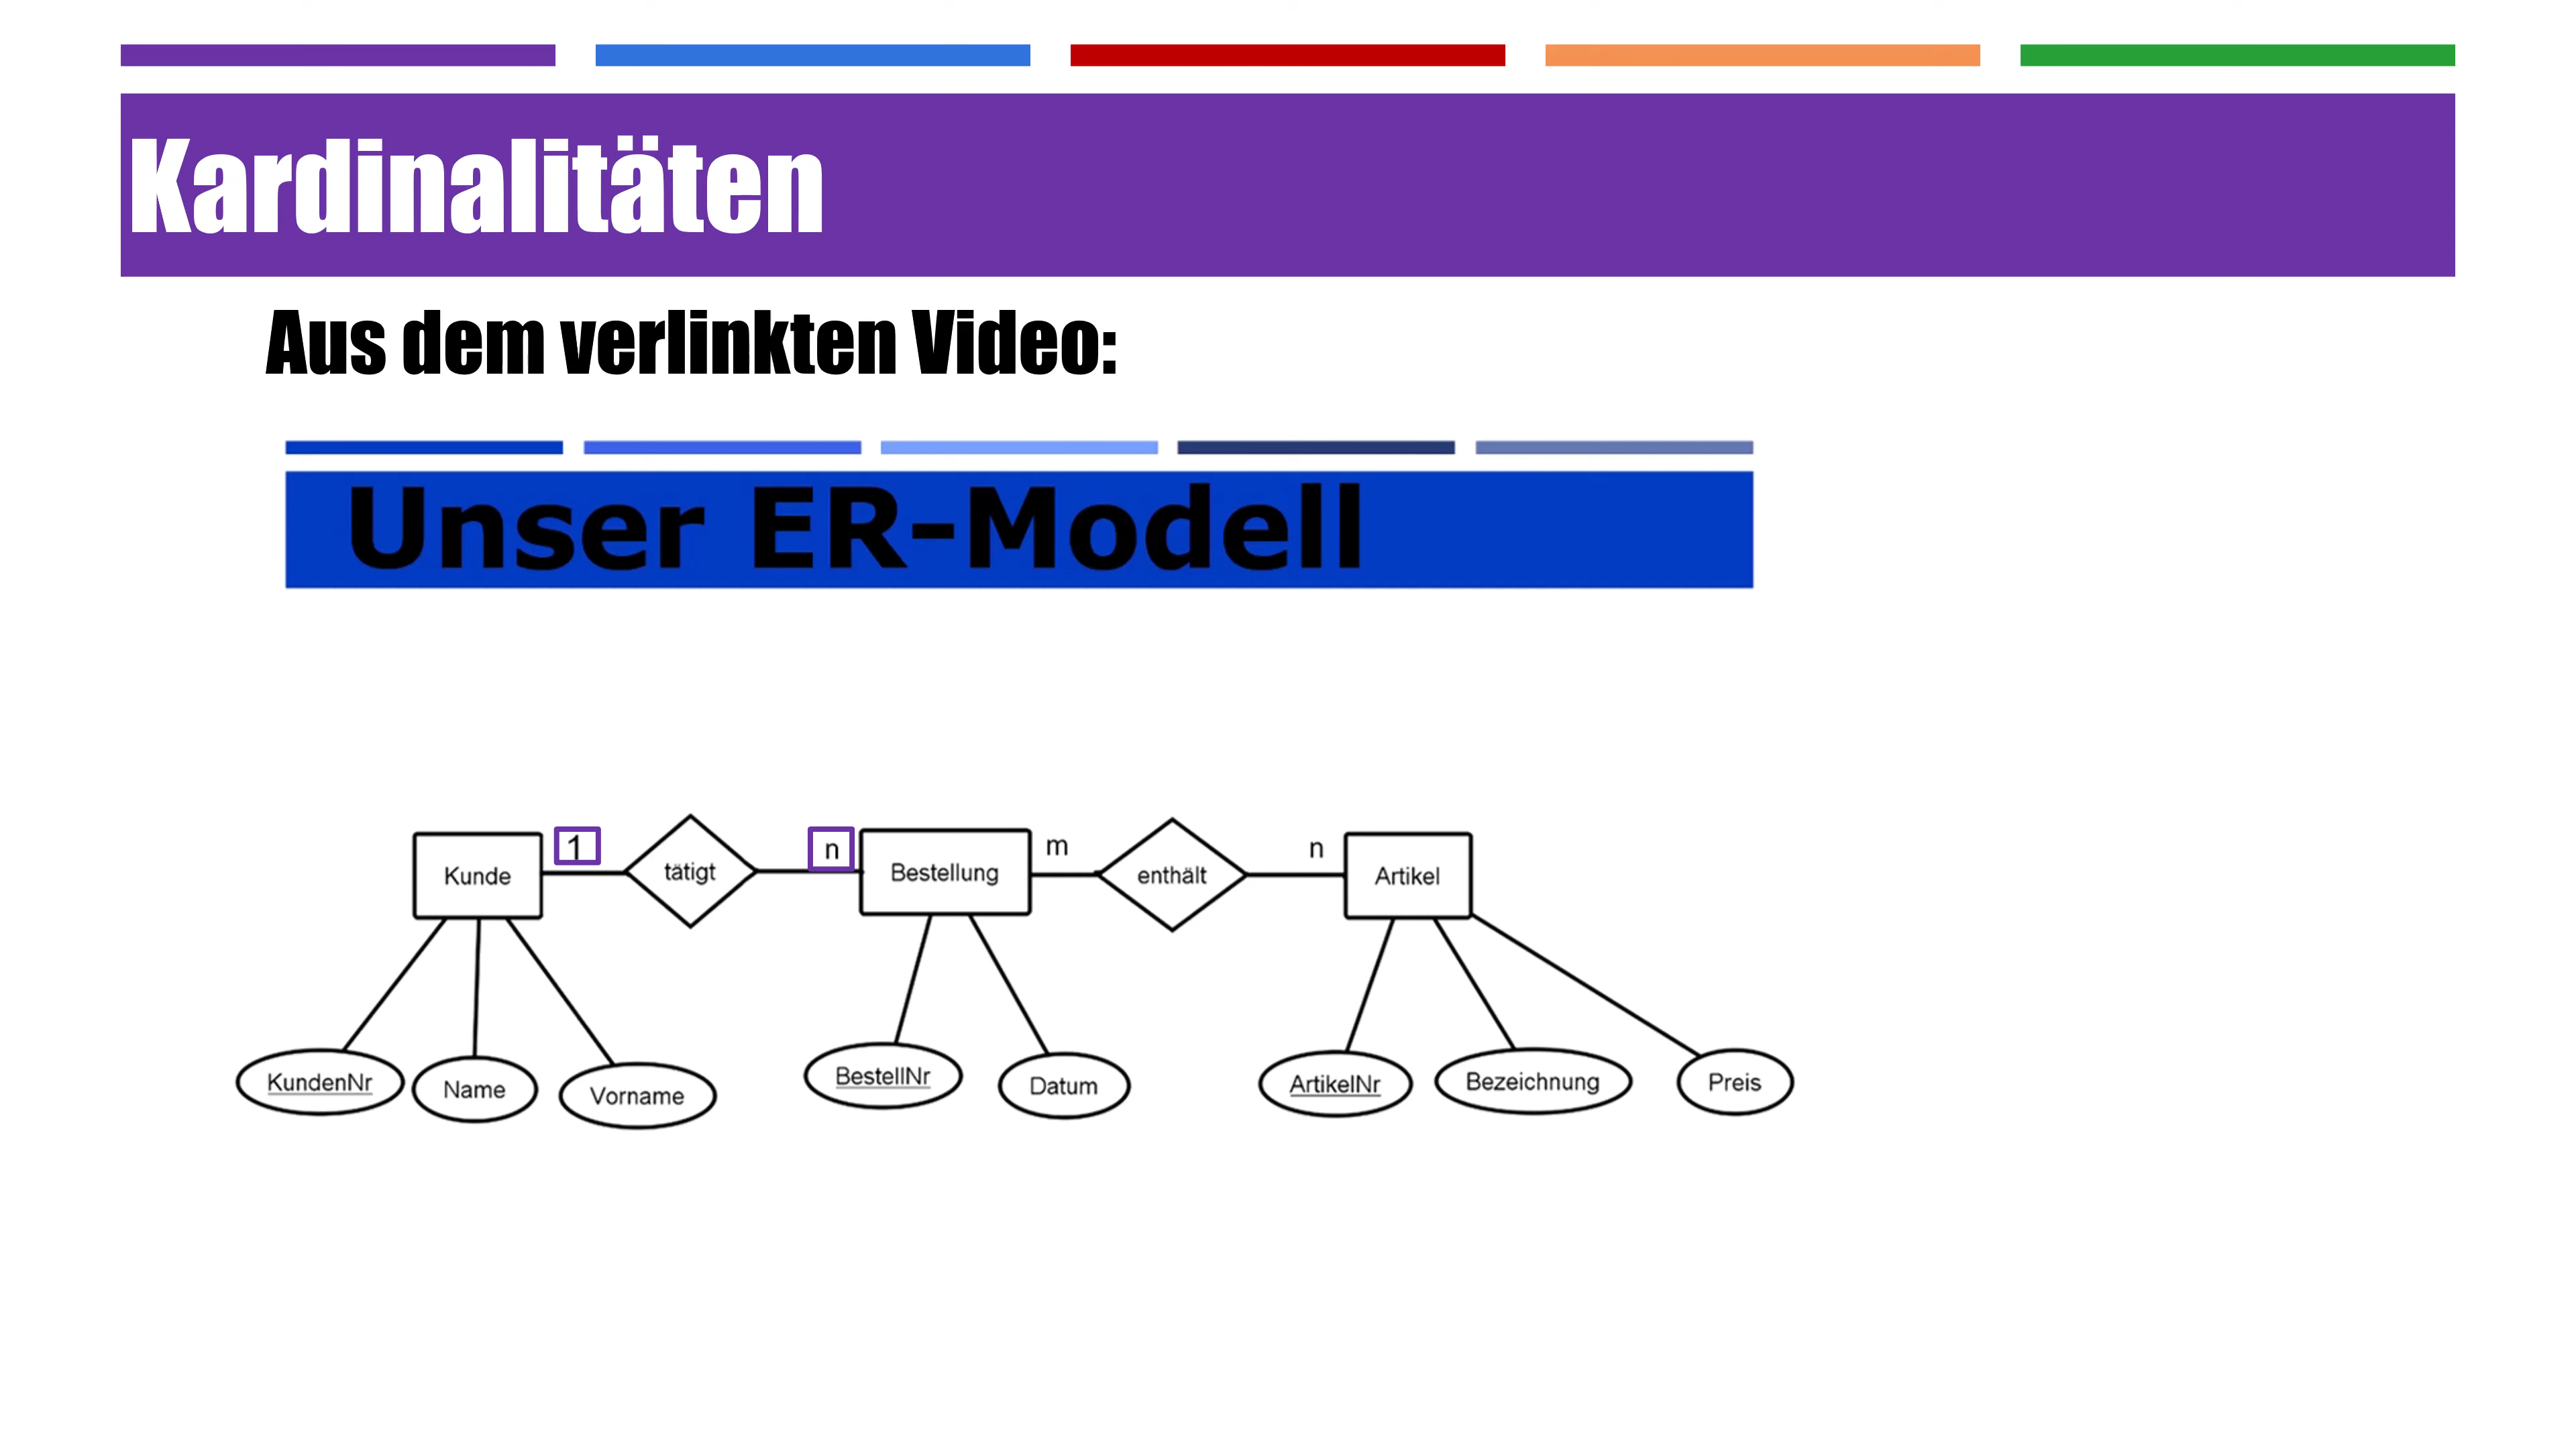 Kardinalitäten
Aus dem verlinkten Video:
Unser ER-Modell
Kunde 1 tätigt n Bestellung m enthält n Artikel
KundenNr Name Vorname BestellNr Datum ArtikelNr Bezeichnung Preis